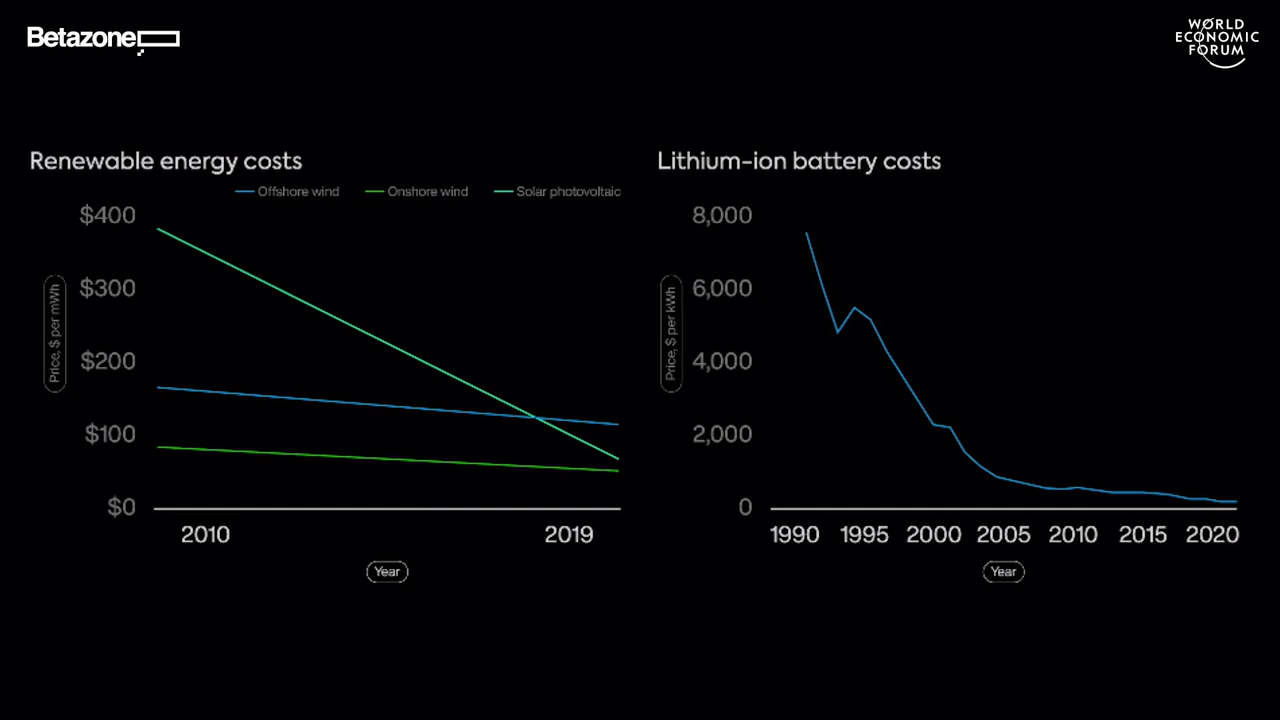 Betazone
WORLD
ECONOMIC
FORUM
Renewable energy costs
Offshore wind
Onshore wind
Solar photovoltaic
$400
$300
$200
$100
$0
Price, $ per mWh
2010
2019
Year
Lithium-ion battery costs
8,000
6,000
4,000
2,000
0
Price, $ per kWh
1990
1995
2000
2005
2010
2015
2020
Year